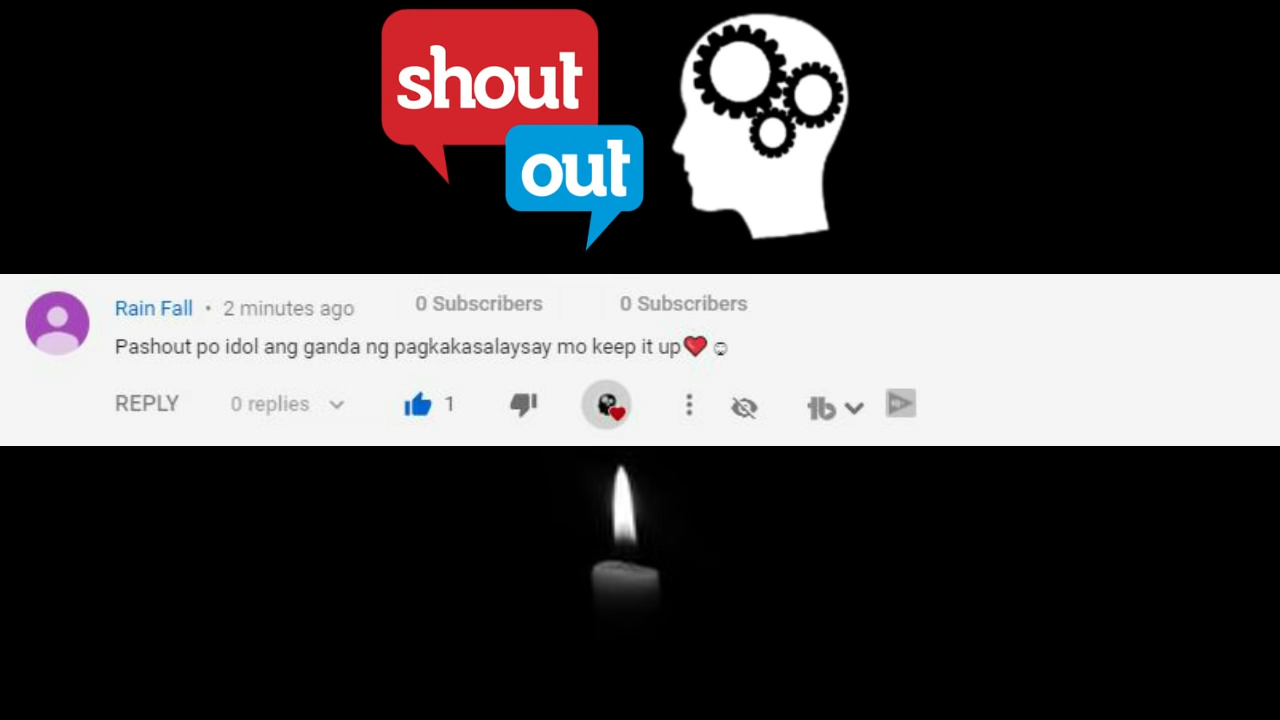 shout
out
Rain Fall • 2 minutes ago 0 Subscribers 0 Subscribers
Pashout po idol ang ganda ng pagkakasalaysay mo keep it up❤️☺
REPLY 0 replies 1